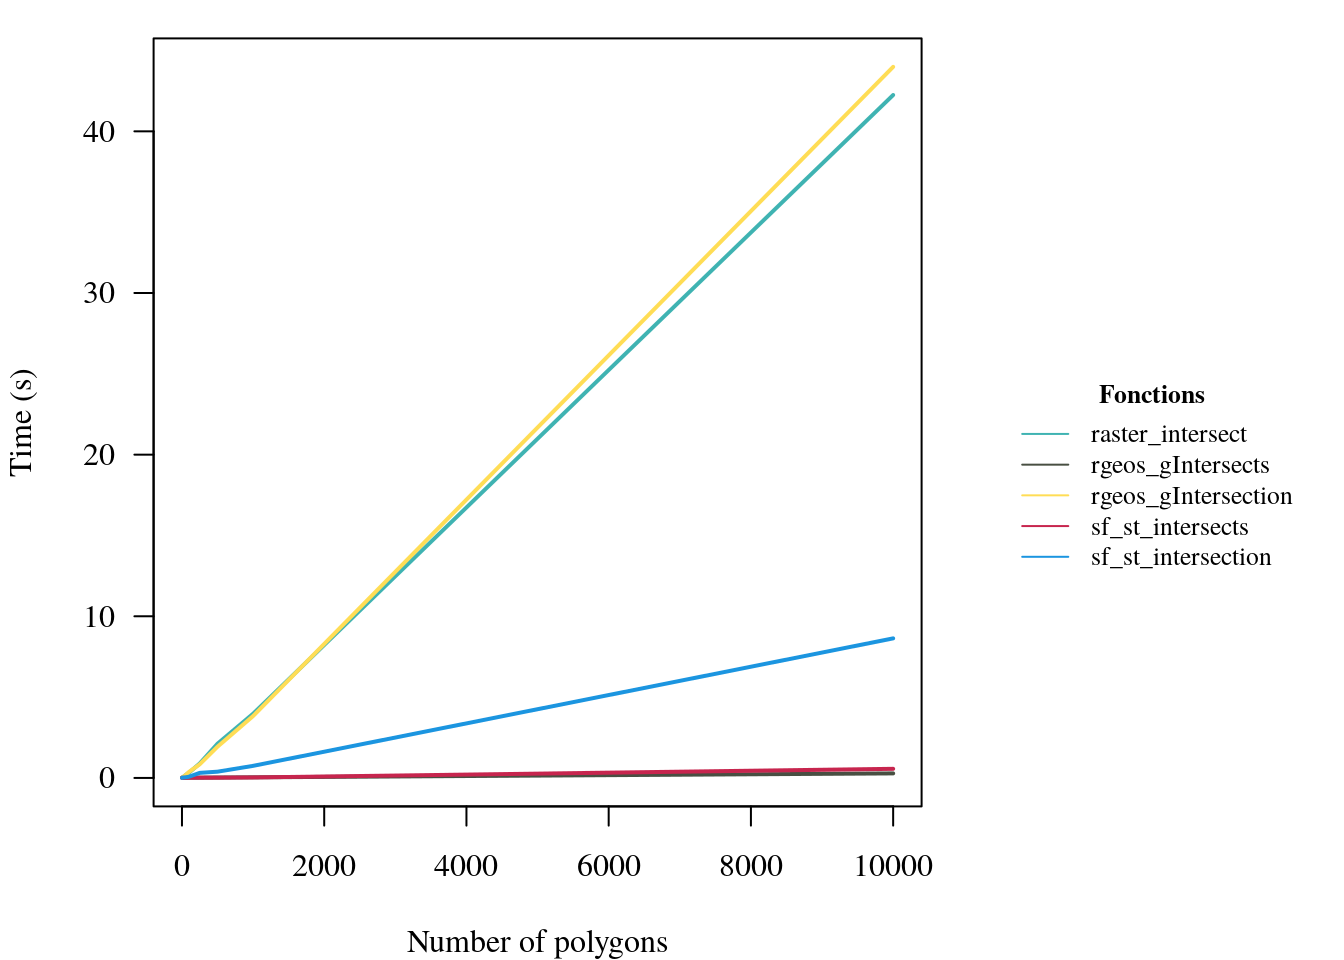 40
30
20
10
0
Time (s)
0 2000 4000 6000 8000 10000
Number of polygons
Fonctions
raster_intersect
rgeos_gIntersects
rgeos_gIntersection
sf_st_intersects
sf_st_intersection